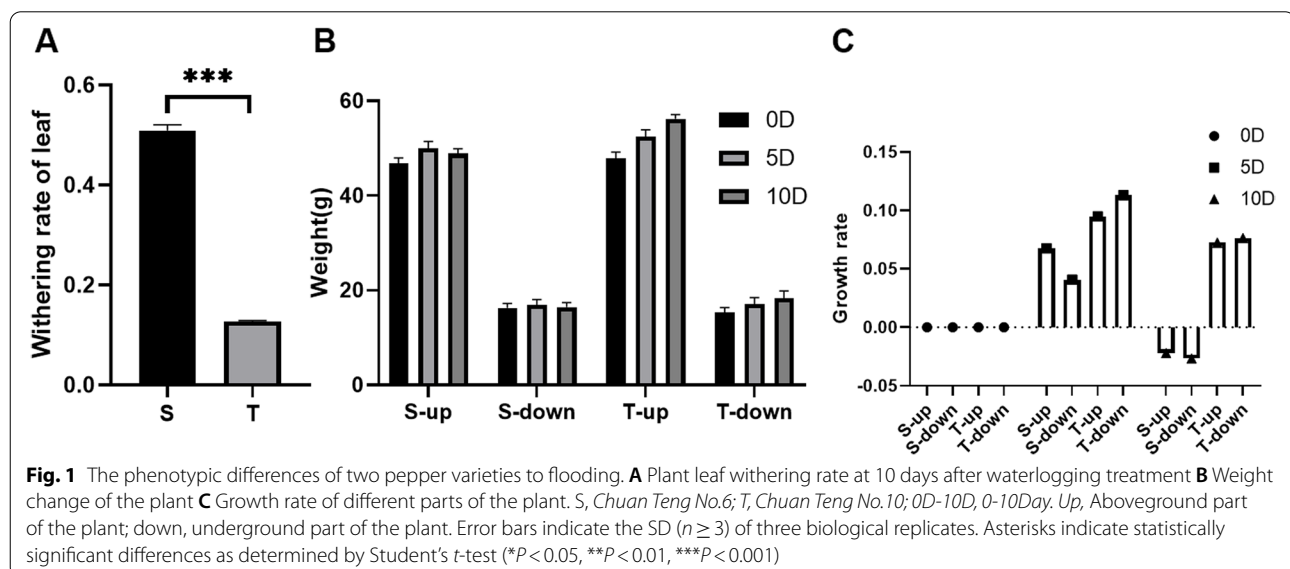 A
B
C
***
Withering rate of leaf
0.6
0.4
0.2
0.0
S
T
Weight(g)
60
40
20
0
S-up
S-down
T-up
T-down
0D
5D
10D
Growth rate
0.15
0.10
0.05
0.00
-0.05
0D
5D
10D
S-up
S-down
T-up
T-down
S-up
S-down
T-up
T-down
S-up
S-down
T-up
T-down
Fig. 1 The phenotypic differences of two pepper varieties to flooding. A Plant leaf withering rate at 10 days after waterlogging treatment B Weight
change of the plant C Growth rate of different parts of the plant. S, Chuan Teng No.6; T, Chuan Teng No.10; 0D-10D, 0-10Day. Up, Aboveground part
of the plant; down, underground part of the plant. Error bars indicate the SD (n ≥ 3) of three biological replicates. Asterisks indicate statistically
significant differences as determined by Student's t-test (*P < 0.05, **P < 0.01, ***P < 0.001)